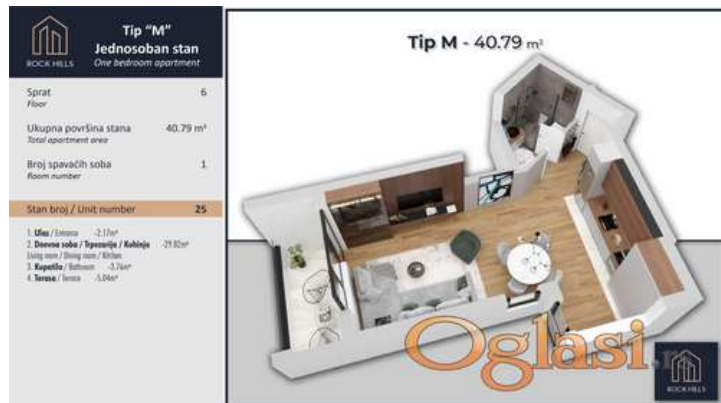 Tip “M”
Jednosoban stan
One bedroom apartment
ROCK HILLS
Sprat 6
Floor
Ukupna površina stana 40.79 m²
Total apartment area
Broj spavaćih soba 1
Room number
Stan broj / Unit number 25
1. Ulaz / Entrance -2.17m²
2. Dnevna soba / Trpezarija / Kuhinja -29.82m²
Living room / Dining room / Kitchen
3. Kupatilo / Bathroom -3.76m²
4. Terasa / Terrace -5.04m²
Tip M - 40.79 m²
Oglasi.rs
ROCK HILLS